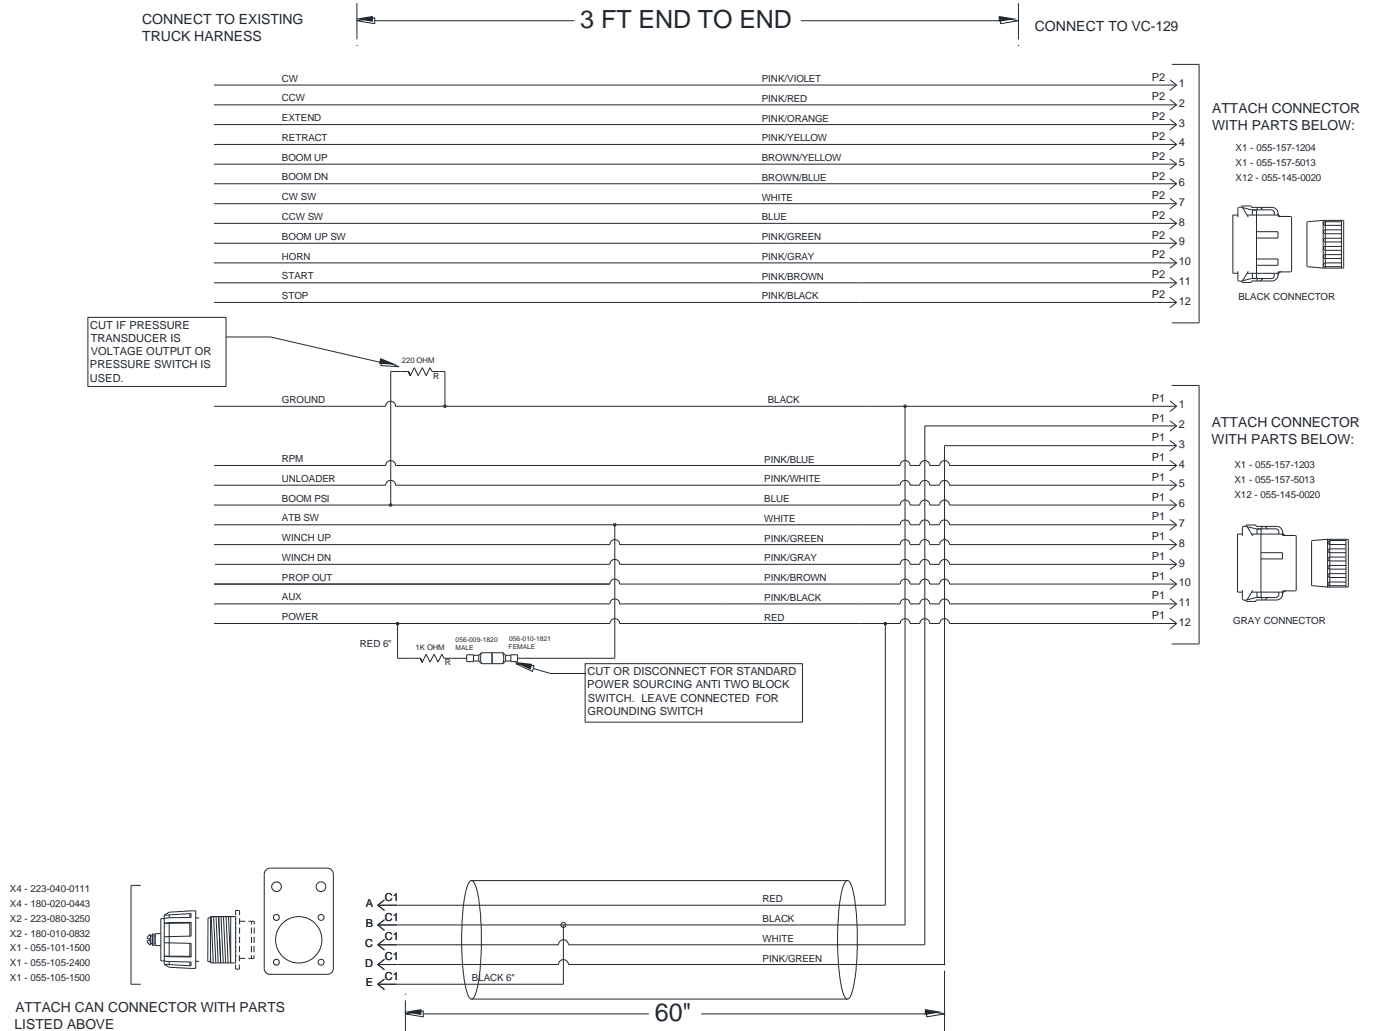 CONNECT TO EXISTING
TRUCK HARNESS
3 FT END TO END
CONNECT TO VC-129
CW PINK/VIOLET P2 1
CCW PINK/RED P2 2
EXTEND PINK/ORANGE P2 3
RETRACT PINK/YELLOW P2 4
BOOM UP BROWN/YELLOW P2 5
BOOM DN BROWN/BLUE P2 6
CW SW WHITE P2 7
CCW SW BLUE P2 8
BOOM UP SW PINK/GREEN P2 9
HORN PINK/GRAY P2 10
START PINK/BROWN P2 11
STOP PINK/BLACK P2 12
ATTACH CONNECTOR
WITH PARTS BELOW:
X1 - 055-157-1204
X1 - 055-157-5013
X12 - 055-145-0020
BLACK CONNECTOR
CUT IF PRESSURE
TRANSDUCER IS
VOLTAGE OUTPUT OR
PRESSURE SWITCH IS
USED.
220 OHM
R
GROUND BLACK P1 1
P1 2
P1 3
RPM PINK/BLUE P1 4
UNLOADER PINK/WHITE P1 5
BOOM PSI BLUE P1 6
ATB SW WHITE P1 7
WINCH UP PINK/GREEN P1 8
WINCH DN PINK/GRAY P1 9
PROP OUT PINK/BROWN P1 10
AUX PINK/BLACK P1 11
POWER RED P1 12
ATTACH CONNECTOR
WITH PARTS BELOW:
X1 - 055-157-1203
X1 - 055-157-5013
X12 - 055-145-0020
GRAY CONNECTOR
RED 6"
1K OHM
R
056-009-1820
MALE
056-010-1821
FEMALE
CUT OR DISCONNECT FOR STANDARD
POWER SOURCING ANTI TWO BLOCK
SWITCH. LEAVE CONNECTED FOR
GROUNDING SWITCH
X4 - 223-040-0111
X4 - 180-020-0443
X2 - 223-080-3250
X2 - 180-010-0832
X1 - 055-101-1500
X1 - 055-105-2400
X1 - 055-105-1500
ATTACH CAN CONNECTOR WITH PARTS
LISTED ABOVE
A C1 RED
B C1 BLACK
C C1 WHITE
D C1 PINK/GREEN
E C1 BLACK 6"
60"